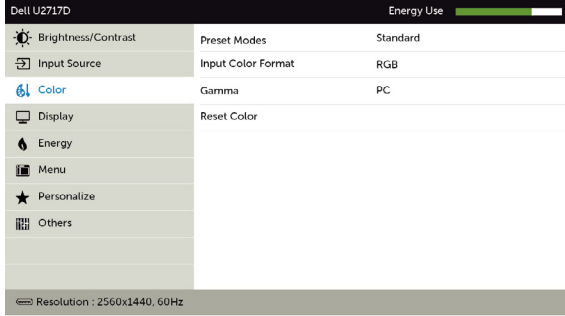 Dell U2717D Energy Use
Brightness/Contrast Preset Modes Standard
Input Source Input Color Format RGB
Color Gamma PC
Display Reset Color
Energy
Menu
Personalize
Others
Resolution : 2560x1440, 60Hz